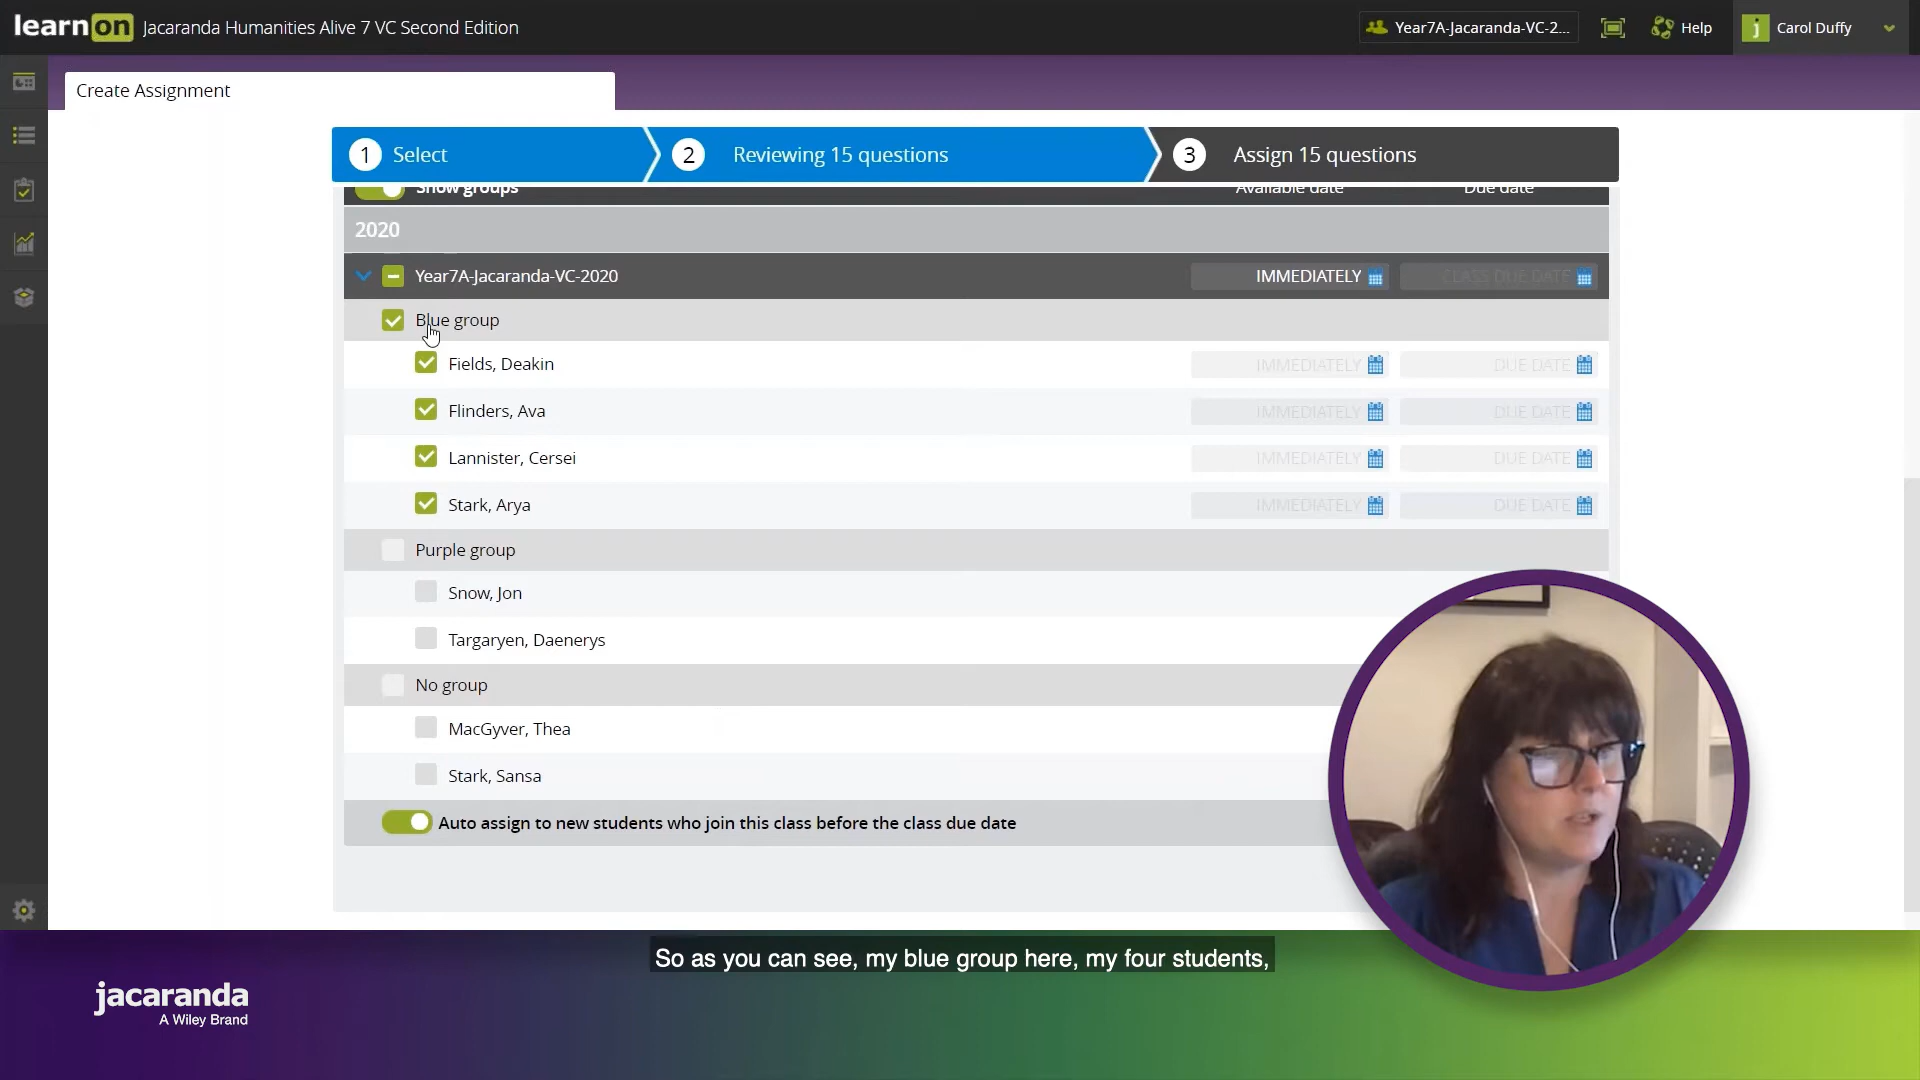 learnon Jacaranda Humanities Alive 7 VC Second Edition
Year7A-Jacaranda-VC-2...
Help
j Carol Duffy
Create Assignment
1 Select
2 Reviewing 15 questions
3 Assign 15 questions
Show groups Available date Due date
2020
Year7A-Jacaranda-VC-2020 IMMEDIATELY CLASS DUE DATE
Blue group
Fields, Deakin IMMEDIATELY DUE DATE
Flinders, Ava IMMEDIATELY DUE DATE
Lannister, Cersei IMMEDIATELY DUE DATE
Stark, Arya IMMEDIATELY DUE DATE
Purple group
Snow, Jon
Targaryen, Daenerys
No group
MacGyver, Thea
Stark, Sansa
Auto assign to new students who join this class before the class due date
So as you can see, my blue group here, my four students,
jacaranda
A Wiley Brand